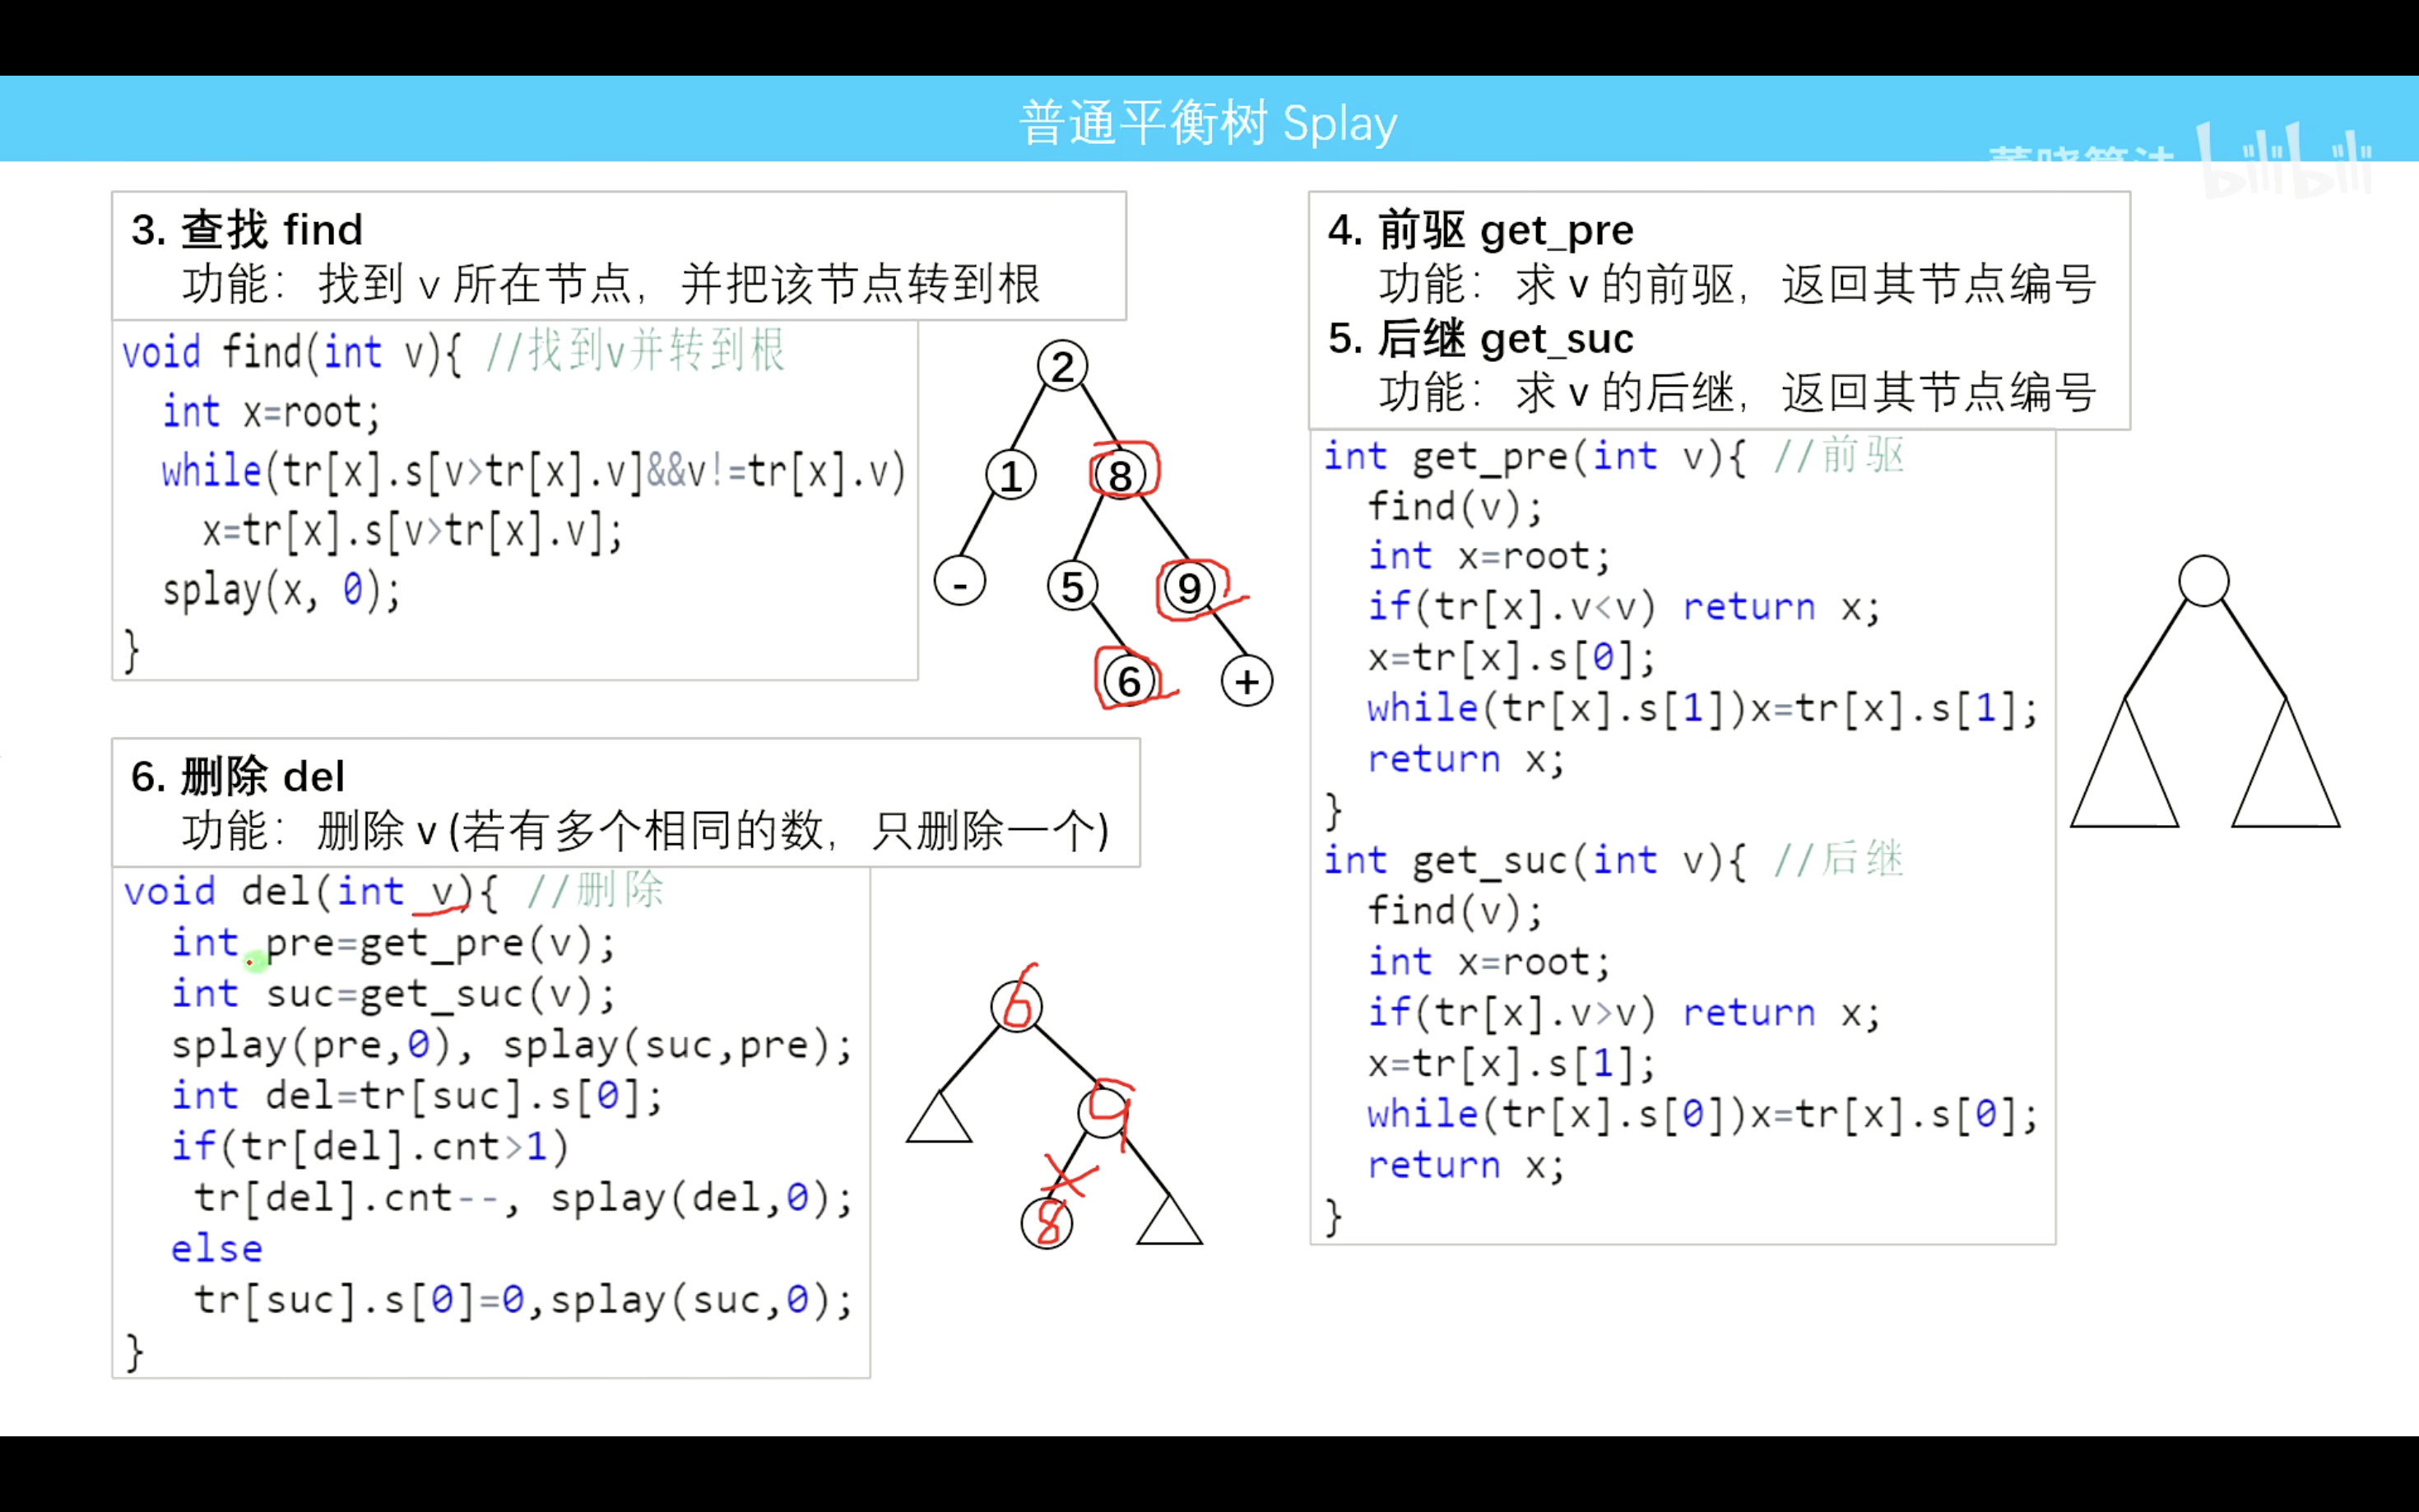 普通平衡树 Splay
bilibili
3. 查找 find
功能：找到 v 所在节点，并把该节点转到根
void find(int v){ //找到v并转到根
int x=root;
while(tr[x].s[v>tr[x].v]&&v!=tr[x].v)
x=tr[x].s[v>tr[x].v];
splay(x, 0);
}
2
1
8
-
5
9
6
+
6. 删除 del
功能：删除 v (若有多个相同的数，只删除一个)
void del(int v){ //删除
int pre=get_pre(v);
int suc=get_suc(v);
splay(pre,0), splay(suc,pre);
int del=tr[suc].s[0];
if(tr[del].cnt>1)
tr[del].cnt--, splay(del,0);
else
tr[suc].s[0]=0,splay(suc,0);
}
6
9
8
4. 前驱 get_pre
功能：求 v 的前驱，返回其节点编号
5. 后继 get_suc
功能：求 v 的后继，返回其节点编号
int get_pre(int v){ //前驱
find(v);
int x=root;
if(tr[x].v<v) return x;
x=tr[x].s[0];
while(tr[x].s[1])x=tr[x].s[1];
return x;
}
int get_suc(int v){ //后继
find(v);
int x=root;
if(tr[x].v>v) return x;
x=tr[x].s[1];
while(tr[x].s[0])x=tr[x].s[0];
return x;
}